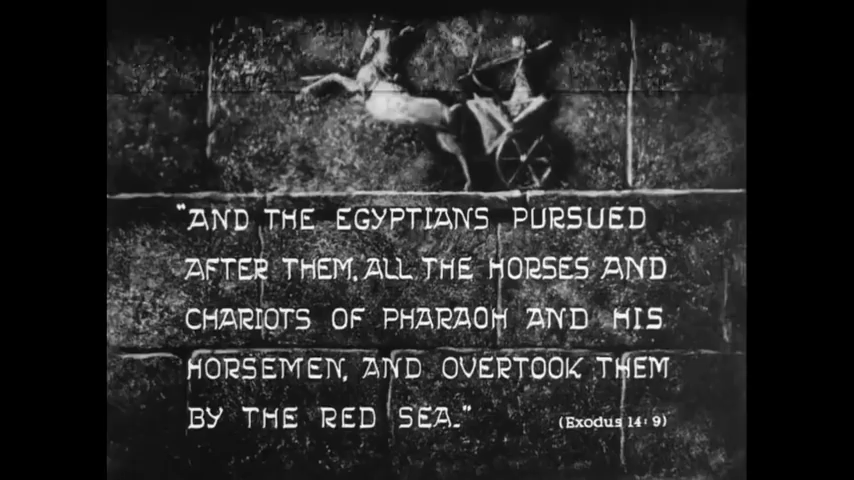 "AND THE EGYPTIANS PURSUED
AFTER THEM, ALL THE HORSES AND
CHARIOTS OF PHARAOH AND HIS
HORSEMEN, AND OVERTOOK THEM
BY THE RED SEA."
(Exodus 14:9)